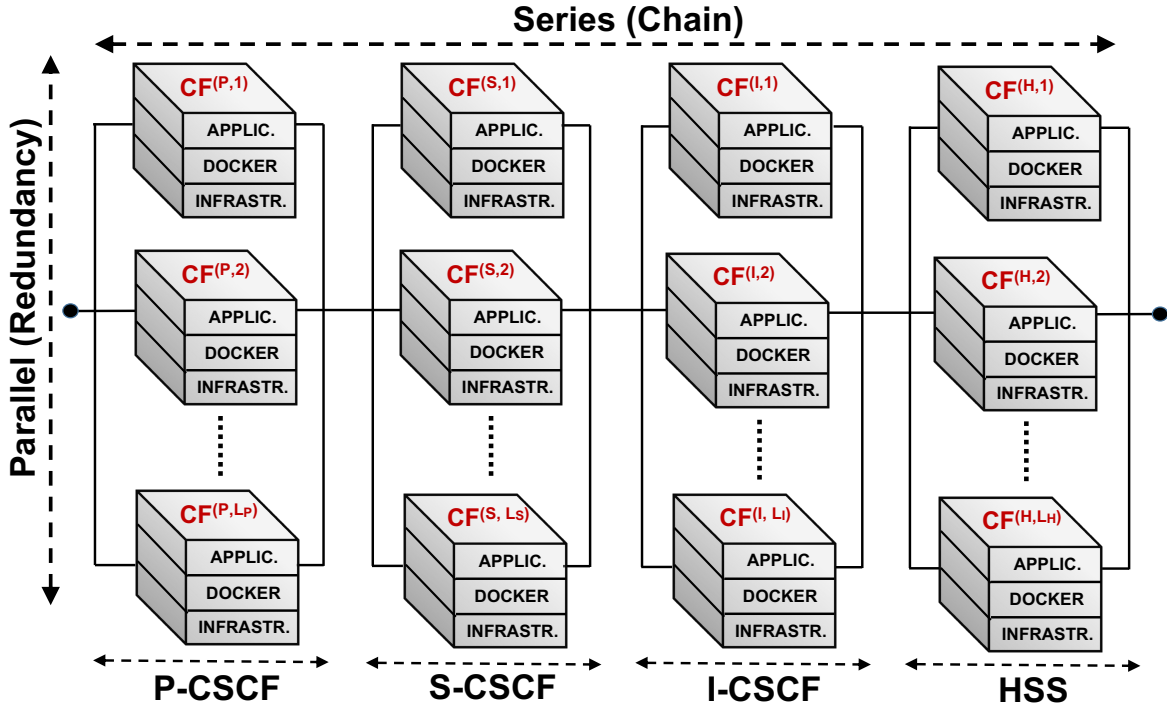 Series (Chain)
Parallel (Redundancy)
CF(P,1)
APPLIC.
DOCKER
INFRASTR.
CF(S,1)
APPLIC.
DOCKER
INFRASTR.
CF(I,1)
APPLIC.
DOCKER
INFRASTR.
CF(H,1)
APPLIC.
DOCKER
INFRASTR.
CF(P,2)
APPLIC.
DOCKER
INFRASTR.
CF(S,2)
APPLIC.
DOCKER
INFRASTR.
CF(I,2)
APPLIC.
DOCKER
INFRASTR.
CF(H,2)
APPLIC.
DOCKER
INFRASTR.
CF(P,LP)
APPLIC.
DOCKER
INFRASTR.
CF(S, LS)
APPLIC.
DOCKER
INFRASTR.
CF(I, LI)
APPLIC.
DOCKER
INFRASTR.
CF(H,LH)
APPLIC.
DOCKER
INFRASTR.
P-CSCF
S-CSCF
I-CSCF
HSS